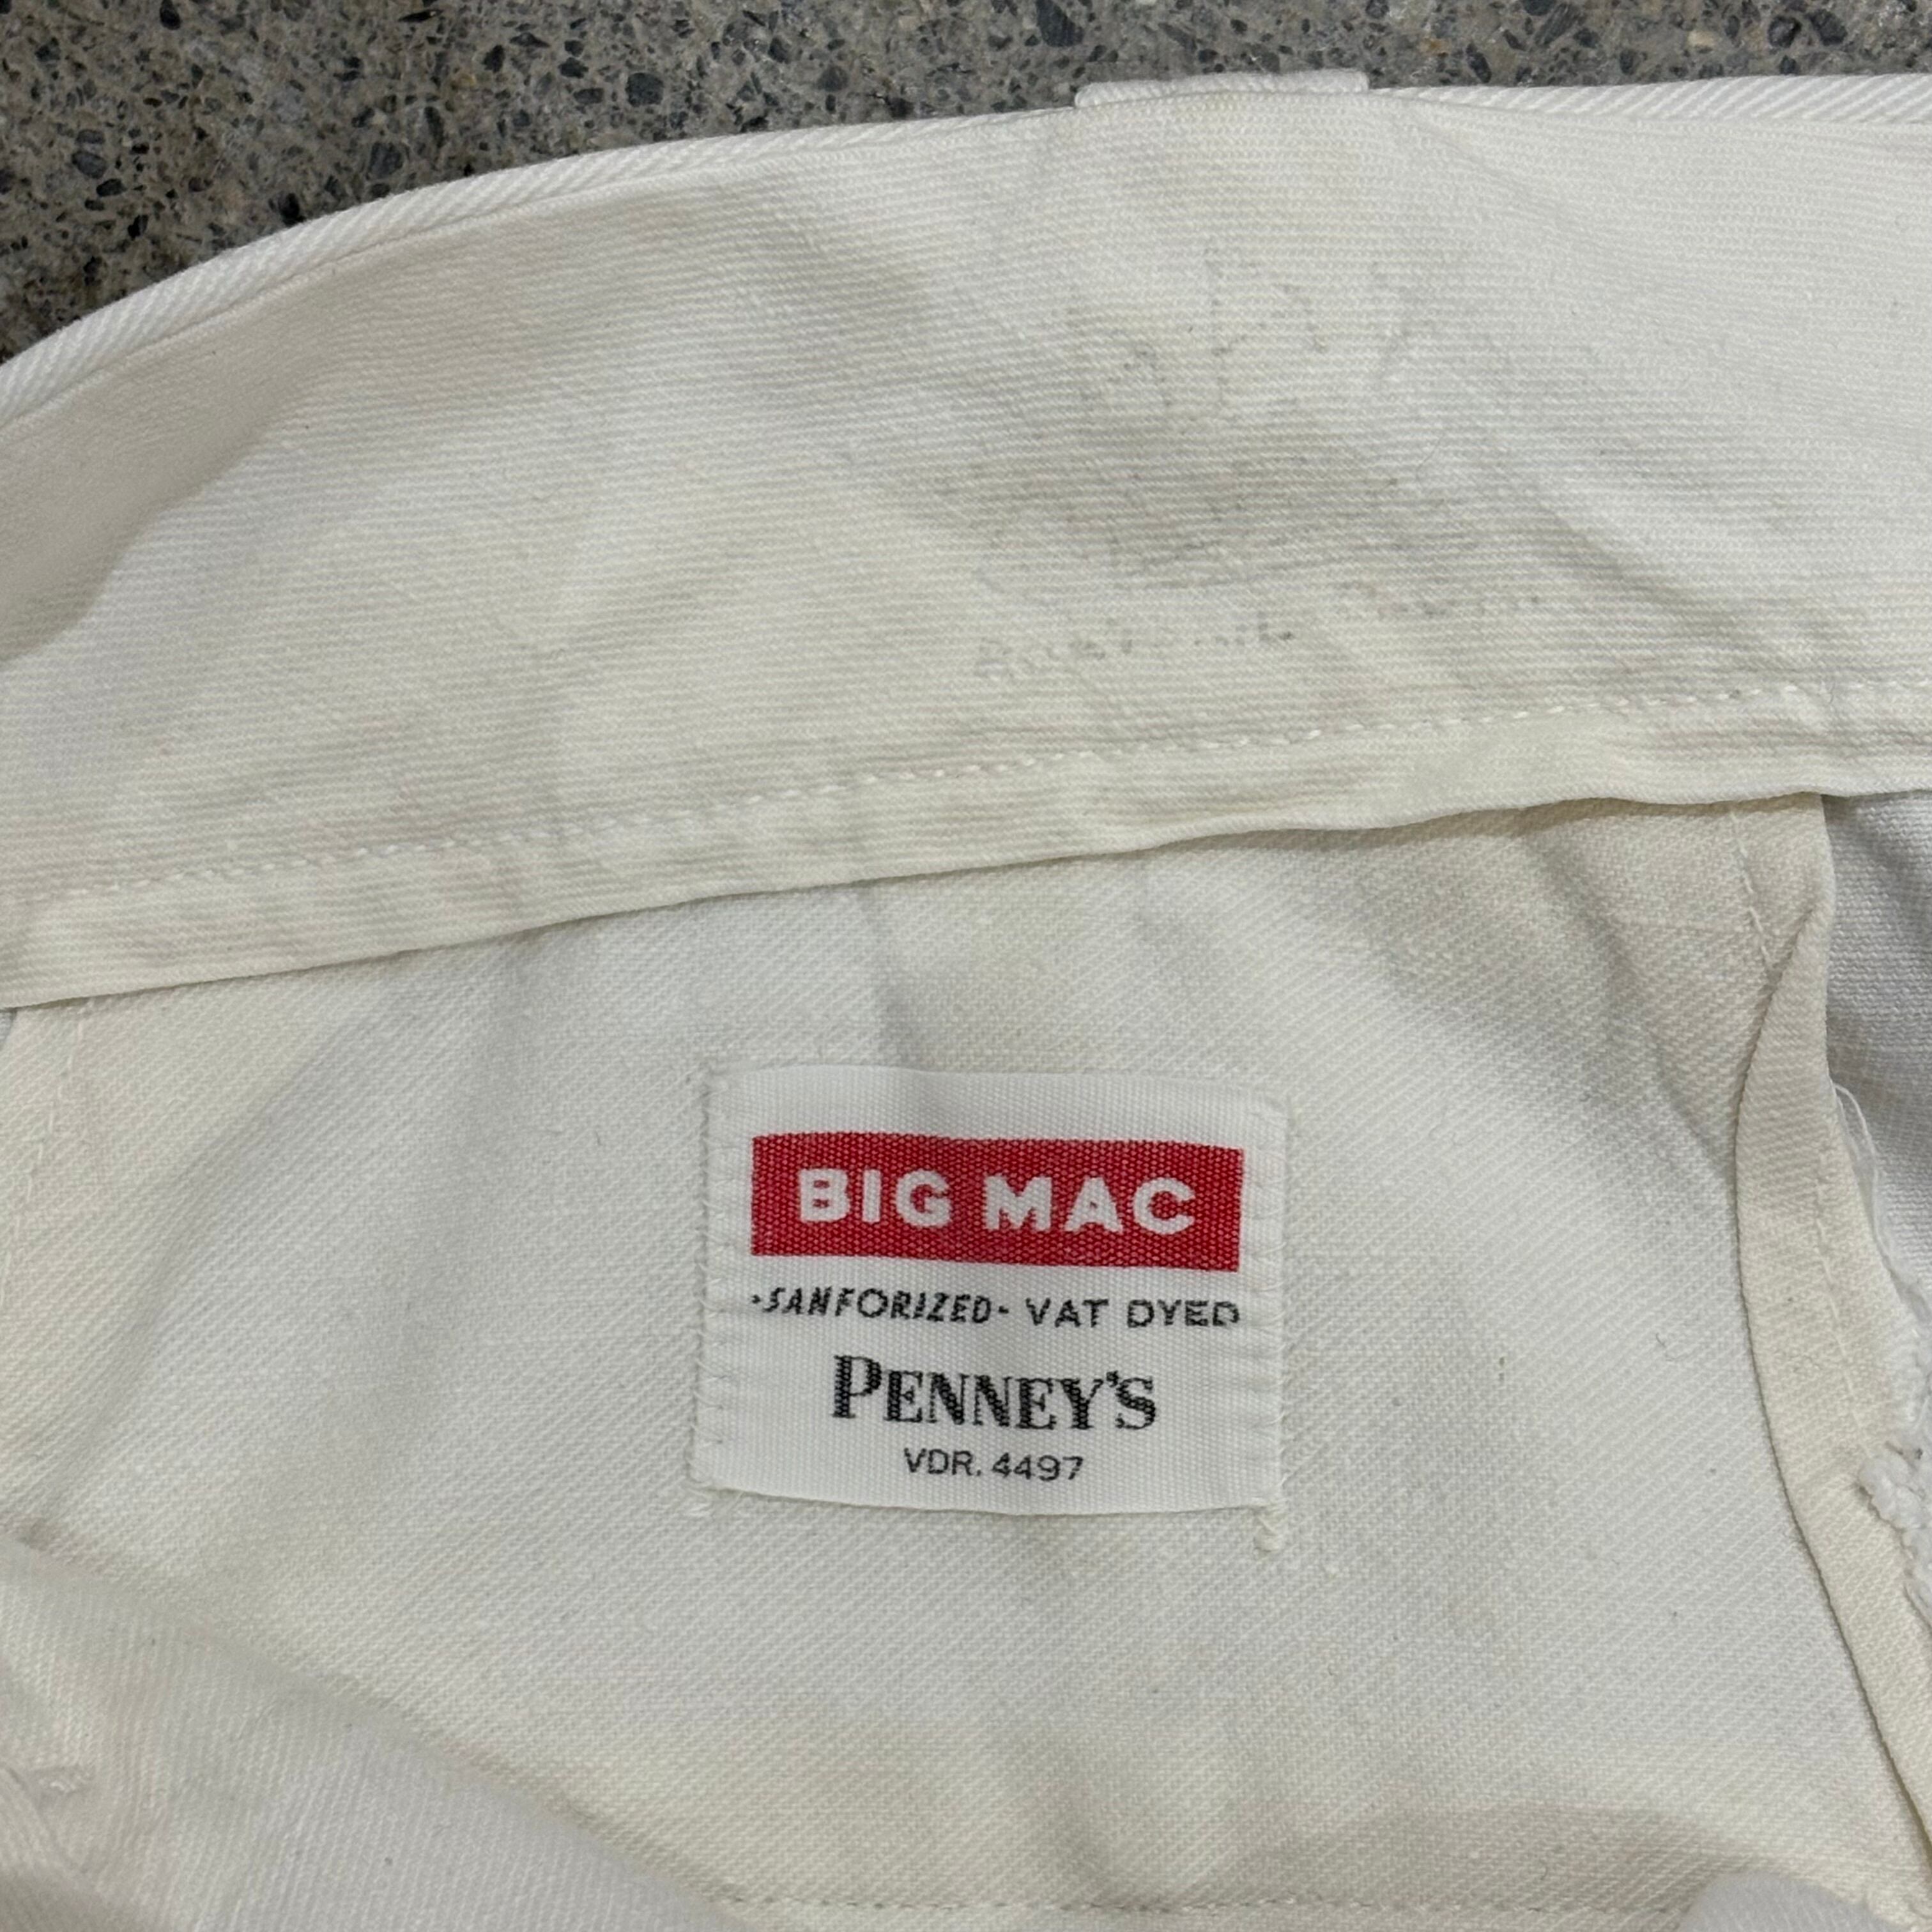 BIG MAC
·SANFORIZED· VAT DYED
PENNEY'S
VDR. 4497